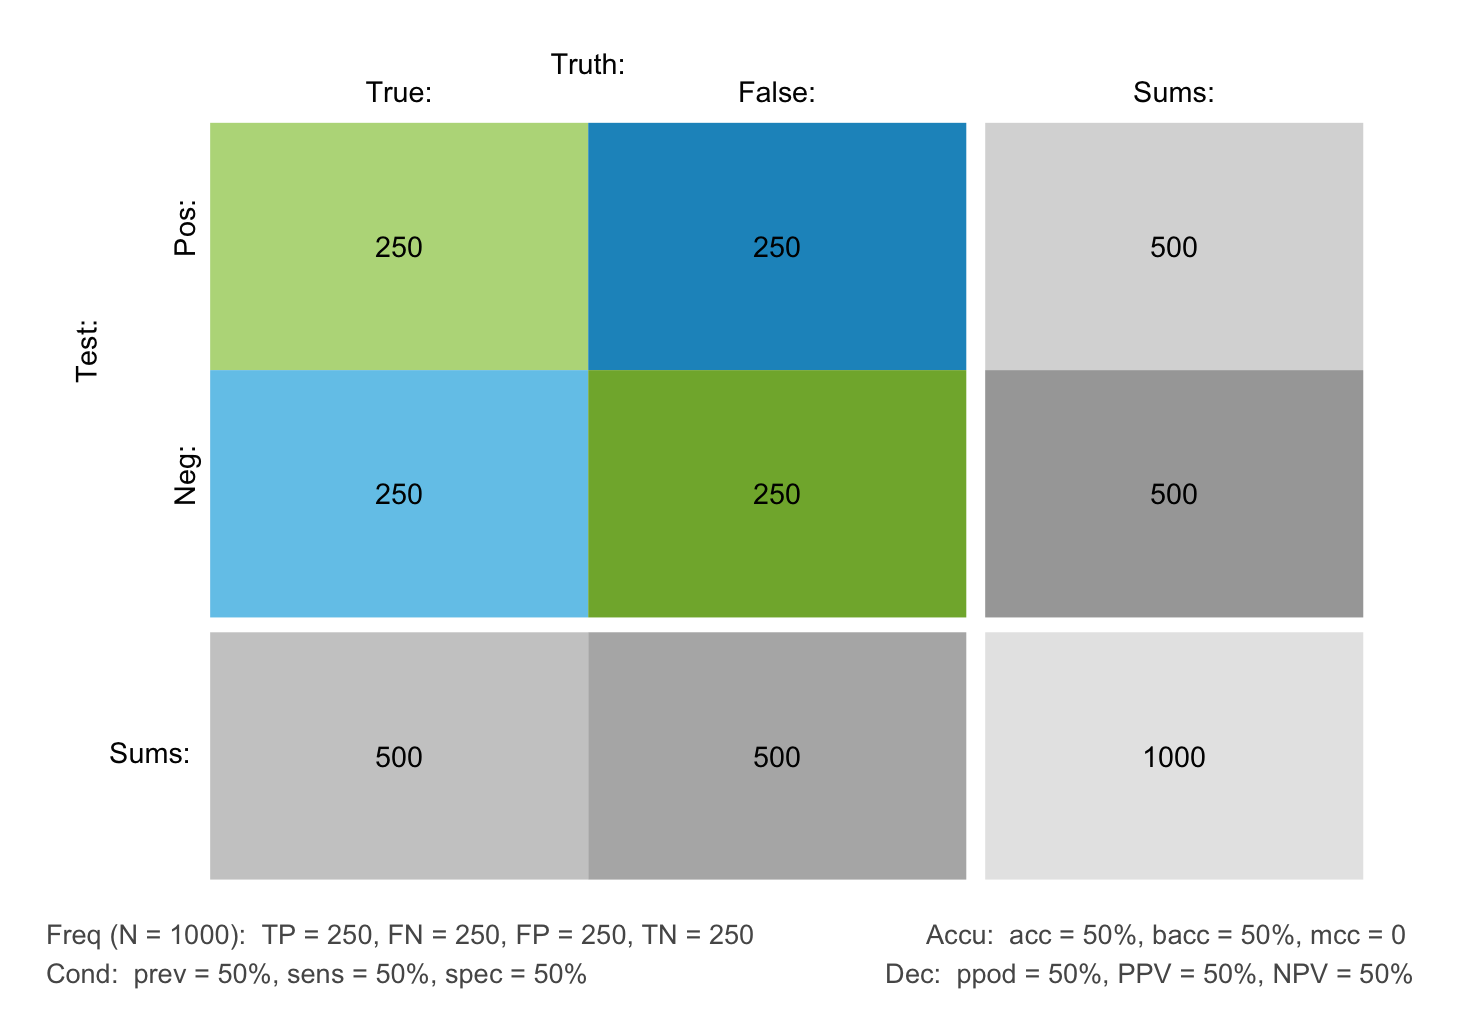 Truth:
True: False: Sums:
Pos: 250 250 500
Test:
Neg: 250 250 500
Sums: 500 500 1000
Freq (N = 1000):  TP = 250, FN = 250, FP = 250, TN = 250
Accu:  acc = 50%, bacc = 50%, mcc = 0
Cond:  prev = 50%, sens = 50%, spec = 50%
Dec:  ppod = 50%, PPV = 50%, NPV = 50%